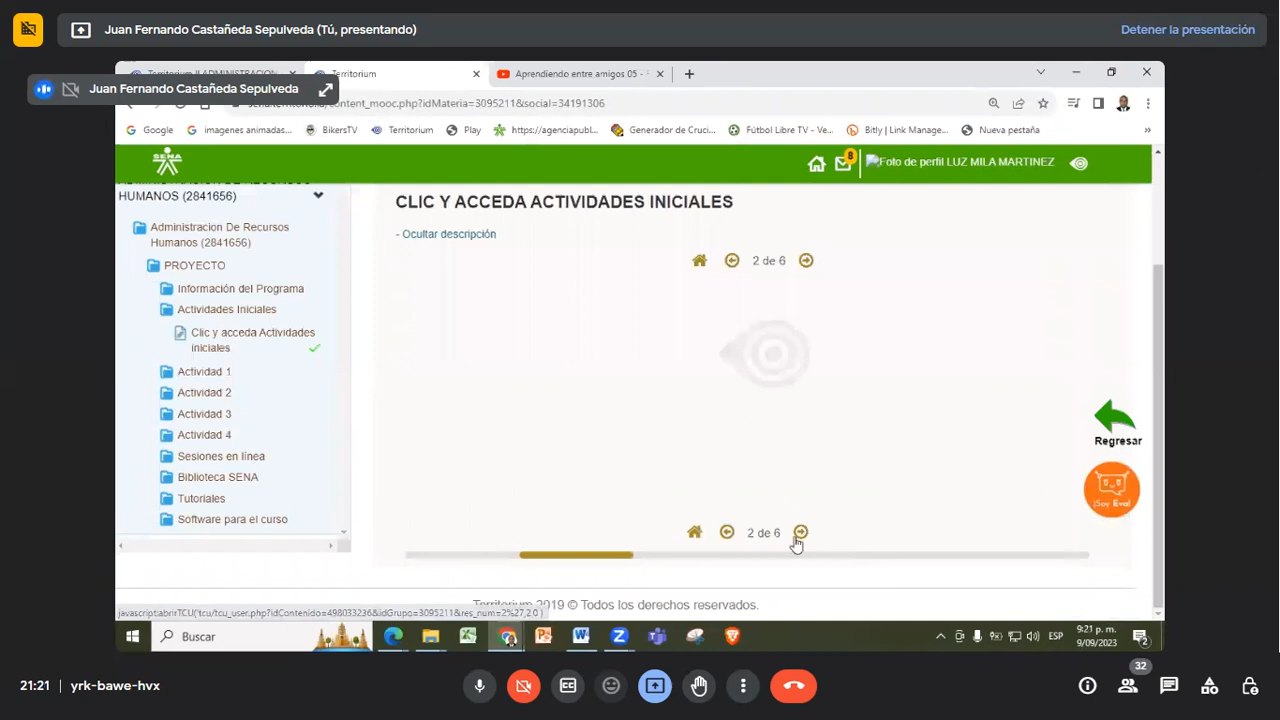 Juan Fernando Castañeda Sepulveda (Tú, presentando)
Detener la presentación
Juan Fernando Castañeda Sepulveda
Territorium
Aprendiendo entre amigos 05 -
content_mooc.php?idMateria=3095211&social=34191306
Google
imagenes animadas...
BikersTV
Territorium
Play
https://agenciapubl...
Generador de Cruci...
Fútbol Libre TV - Ve...
Bitly | Link Manage...
Nueva pestaña
»
SENA
8
Foto de perfil LUZ MILA MARTINEZ
HUMANOS (2841656)
Administracion De Recursos
Humanos (2841656)
PROYECTO
Información del Programa
Actividades Iniciales
Clic y acceda Actividades
iniciales
Actividad 1
Actividad 2
Actividad 3
Actividad 4
Sesiones en línea
Biblioteca SENA
Tutoriales
Software para el curso
CLIC Y ACCEDA ACTIVIDADES INICIALES
- Ocultar descripción
2 de 6
Regresar
¡Soy Eva!
2 de 6
Territorium 2019 © Todos los derechos reservados.
javascript:abrirTCU('tcu/tcu_user.php?idContenido=498033236&idGrupo=3095211&res_num=2%27,2,0)
Buscar
ESP
9:21 p. m.
9/09/2023
2
21:21 | yrk-bawe-hvx
32